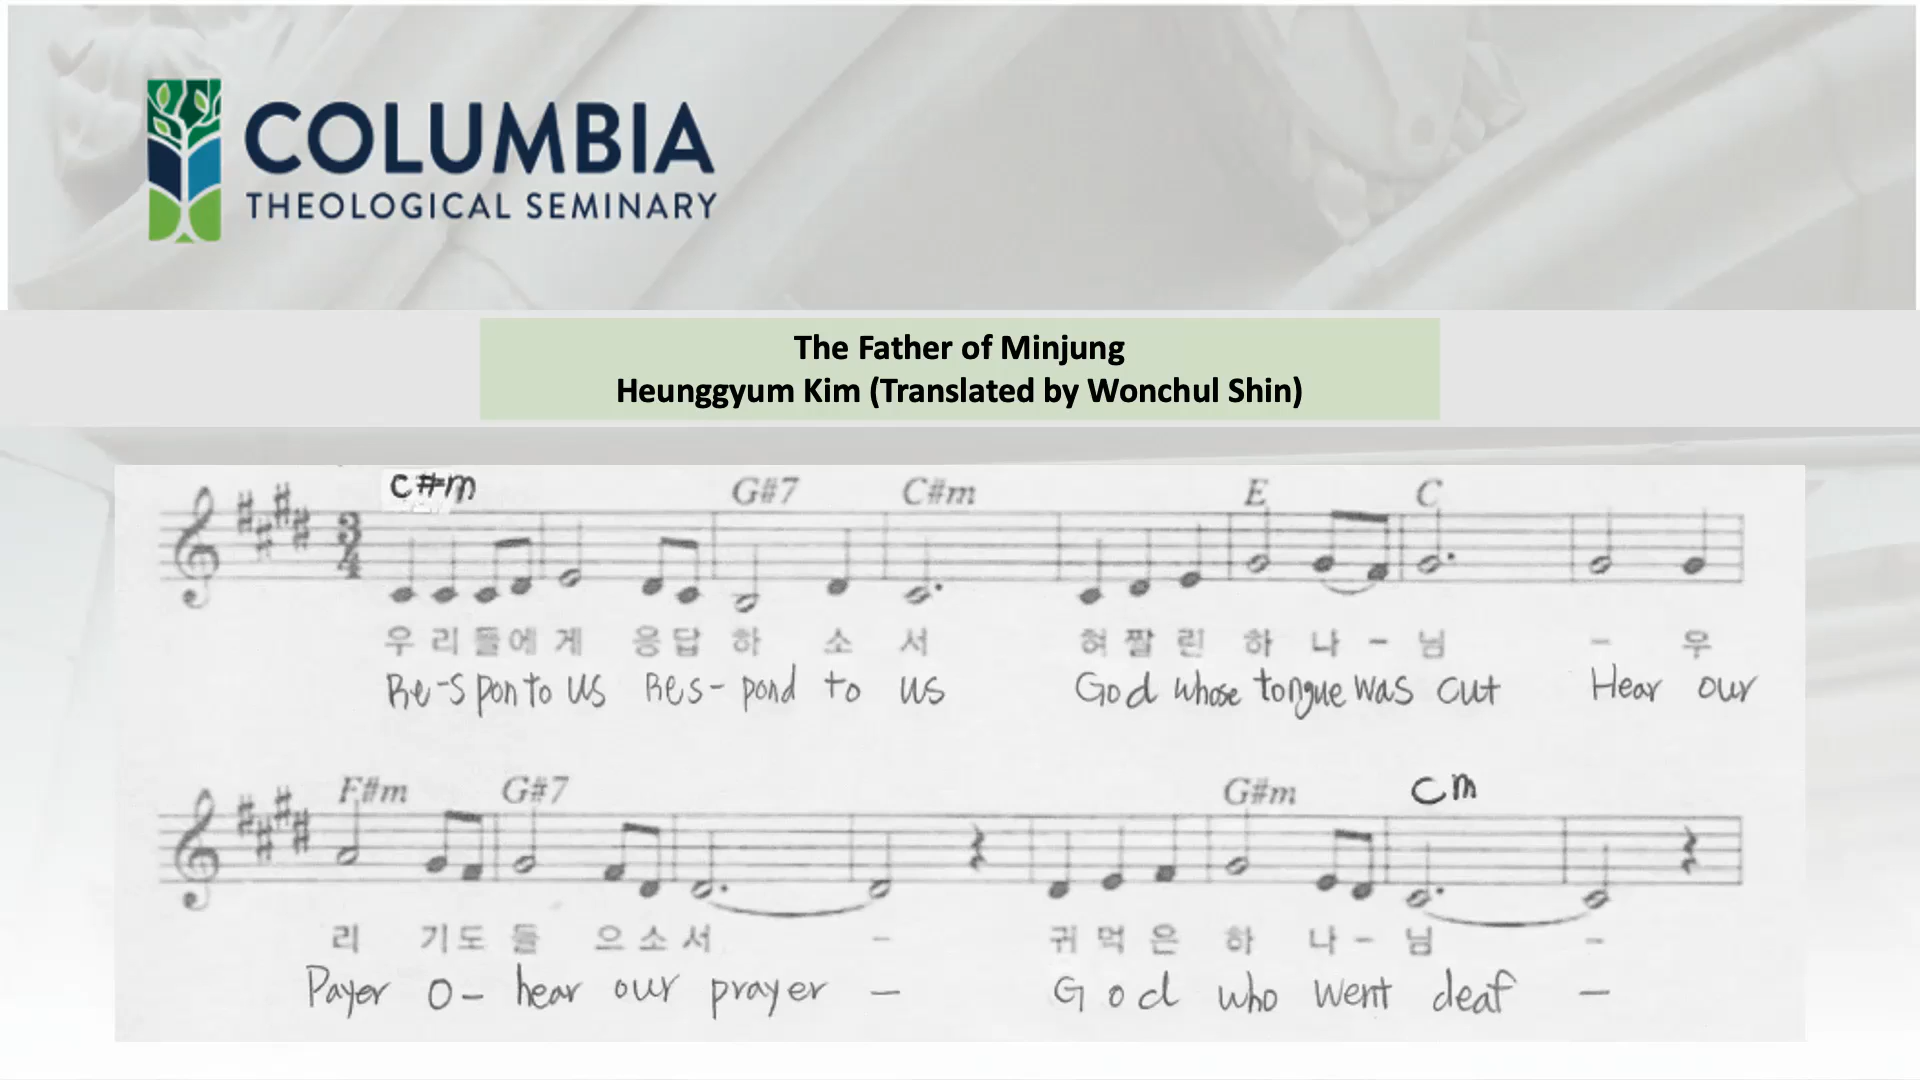 COLUMBIA
THEOLOGICAL SEMINARY
The Father of Minjung
Heunggyum Kim (Translated by Wonchul Shin)
C#m G#7 C#m E C
3
4
우 리 들 에 게 응 답 하 소 서 혀 짤 린 하 나 - 님 - 우
Re-spon to us Res-pond to us God whose tongue was cut Hear our
F#m G#7 G#m Cm
리 기 도 들 으 소 서 - 귀 먹 은 하 나 - 님 -
Payer O- hear our prayer - God who went deaf -